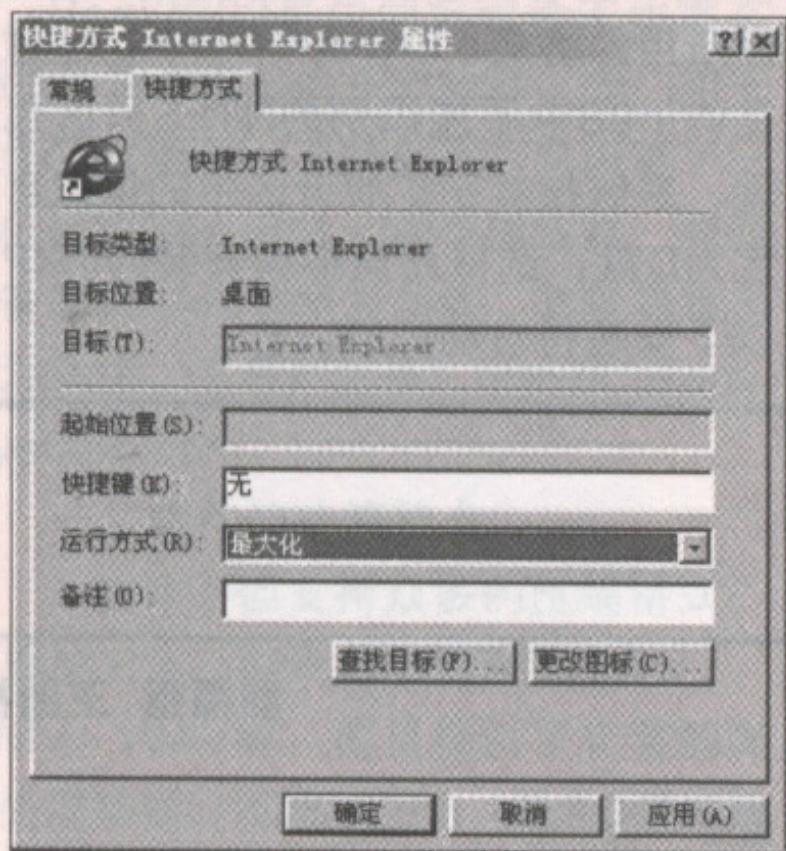 快捷方式 Internet Explorer 属性
常规 快捷方式
快捷方式 Internet Explorer
目标类型: Internet Explorer
目标位置: 桌面
目标(T): Internet Explorer
起始位置(S):
快捷键(K): 无
运行方式(R): 最大化
备注(O):
查找目标(F)... 更改图标(C)...
确定 取消 应用(A)